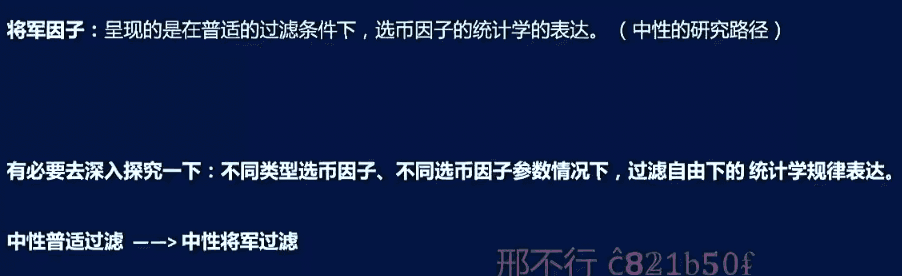 将军因子：呈现的是在普适的过滤条件下，选币因子的统计学的表达。（中性的研究路径）
有必要去深入探究一下：不同类型选币因子、不同选币因子参数情况下，过滤自由下的 统计学规律表达。
中性普适过滤 ——> 中性将军过滤
邢不行 ĉ821b50f